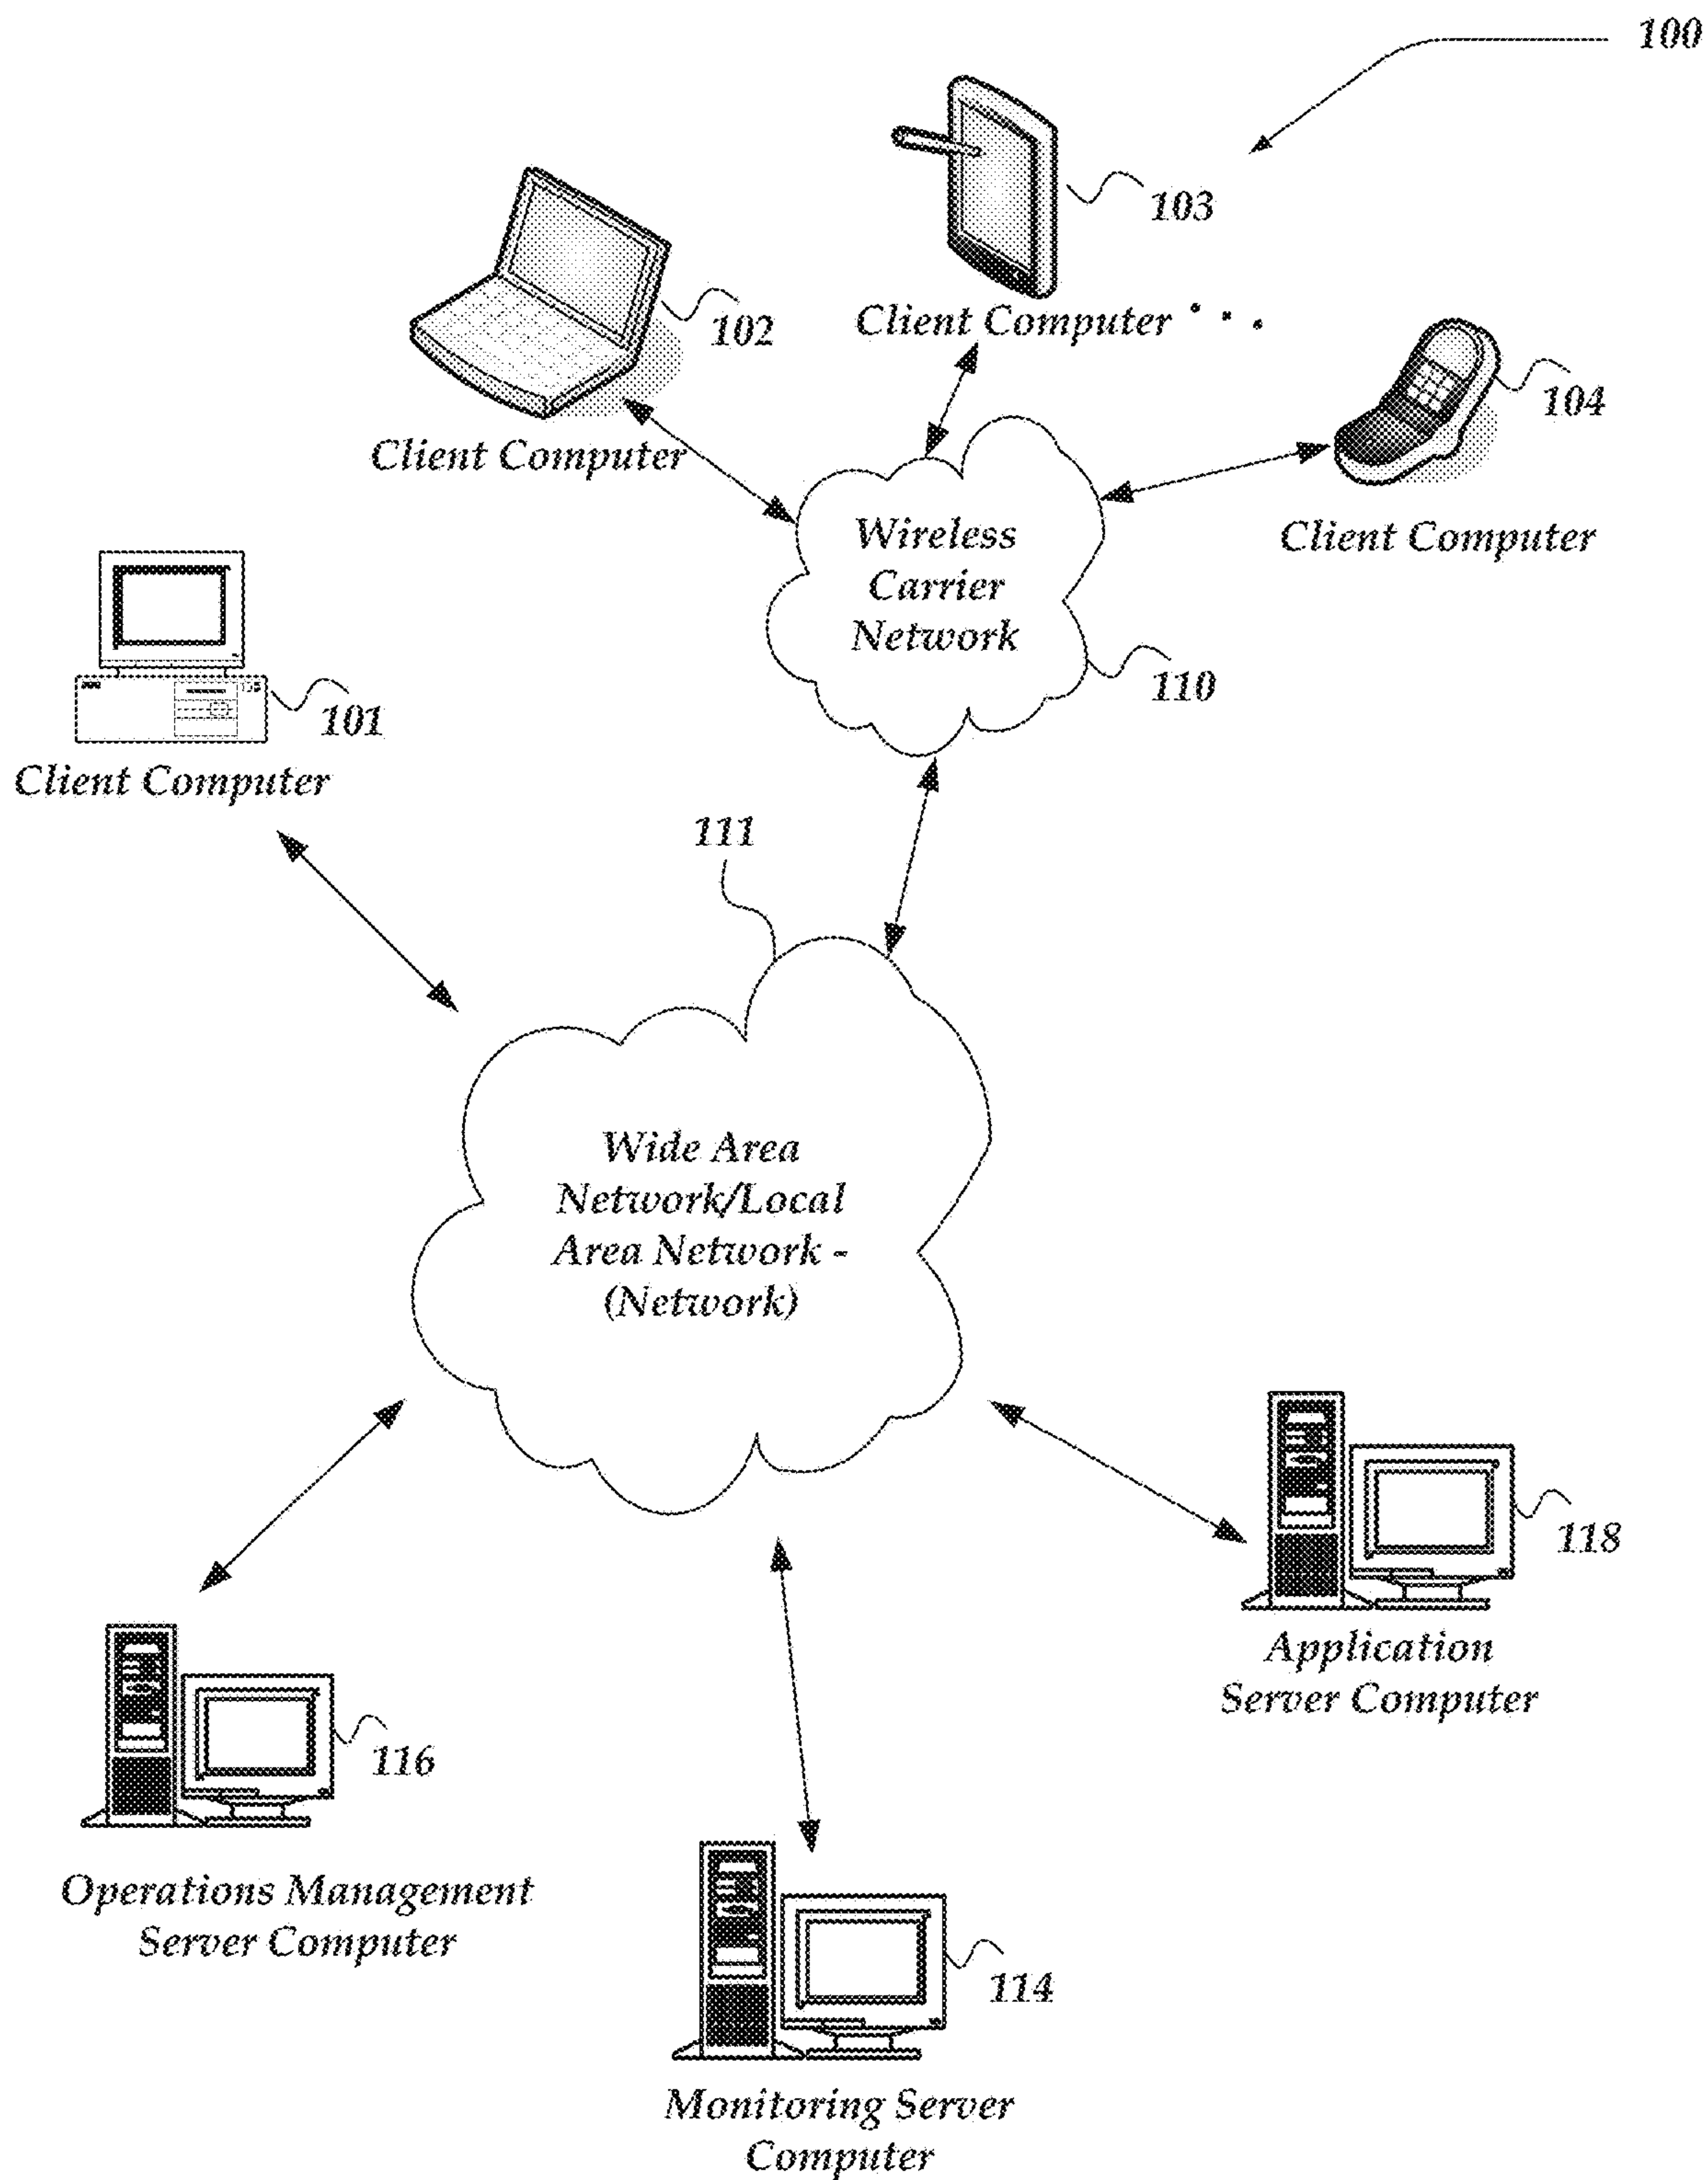 100
103
102
Client Computer . . .
104
Client Computer
Client Computer
Wireless
Carrier
Network
110
101
Client Computer
111
Wide Area
Network/Local
Area Network -
(Network)
118
Application
Server Computer
116
Operations Management
Server Computer
114
Monitoring Server
Computer